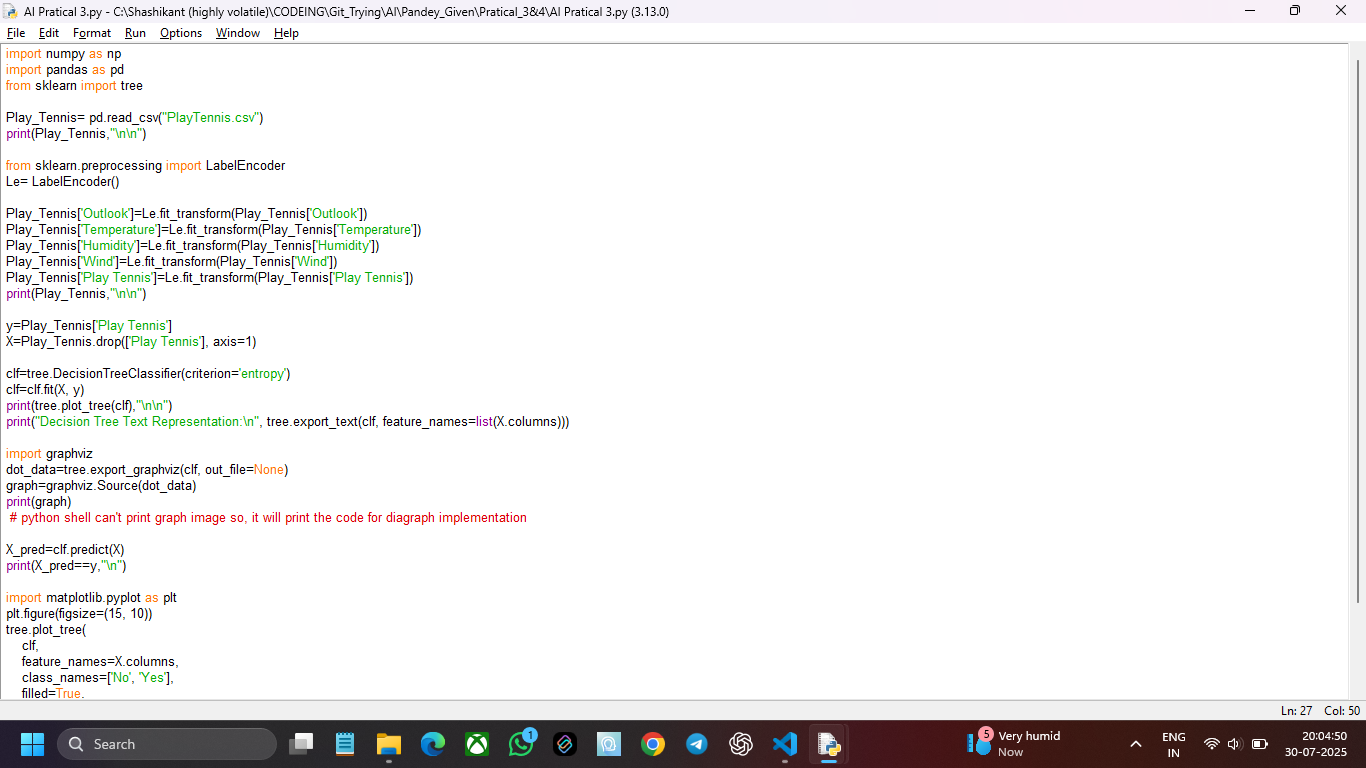 AI Pratical 3.py - C:\Shashikant (highly volatile)\CODEING\Git_Trying\AI\Pandey_Given\Pratical_3&4\AI Pratical 3.py (3.13.0)
File Edit Format Run Options Window Help
import numpy as np
import pandas as pd
from sklearn import tree
Play_Tennis= pd.read_csv("PlayTennis.csv")
print(Play_Tennis,"\n\n")
from sklearn.preprocessing import LabelEncoder
Le= LabelEncoder()
Play_Tennis['Outlook']=Le.fit_transform(Play_Tennis['Outlook'])
Play_Tennis['Temperature']=Le.fit_transform(Play_Tennis['Temperature'])
Play_Tennis['Humidity']=Le.fit_transform(Play_Tennis['Humidity'])
Play_Tennis['Wind']=Le.fit_transform(Play_Tennis['Wind'])
Play_Tennis['Play Tennis']=Le.fit_transform(Play_Tennis['Play Tennis'])
print(Play_Tennis,"\n\n")
y=Play_Tennis['Play Tennis']
X=Play_Tennis.drop(['Play Tennis'], axis=1)
clf=tree.DecisionTreeClassifier(criterion='entropy')
clf=clf.fit(X, y)
print(tree.plot_tree(clf),"\n\n")
print("Decision Tree Text Representation:\n", tree.export_text(clf, feature_names=list(X.columns)))
import graphviz
dot_data=tree.export_graphviz(clf, out_file=None)
graph=graphviz.Source(dot_data)
print(graph)
# python shell can't print graph image so, it will print the code for diagraph implementation
X_pred=clf.predict(X)
print(X_pred==y,"\n")
import matplotlib.pyplot as plt
plt.figure(figsize=(15, 10))
tree.plot_tree(
clf,
feature_names=X.columns,
class_names=['No', 'Yes'],
filled=True,
Ln: 27 Col: 50
Search
1
5
Very humid
Now
ENG
IN
20:04:50
30-07-2025